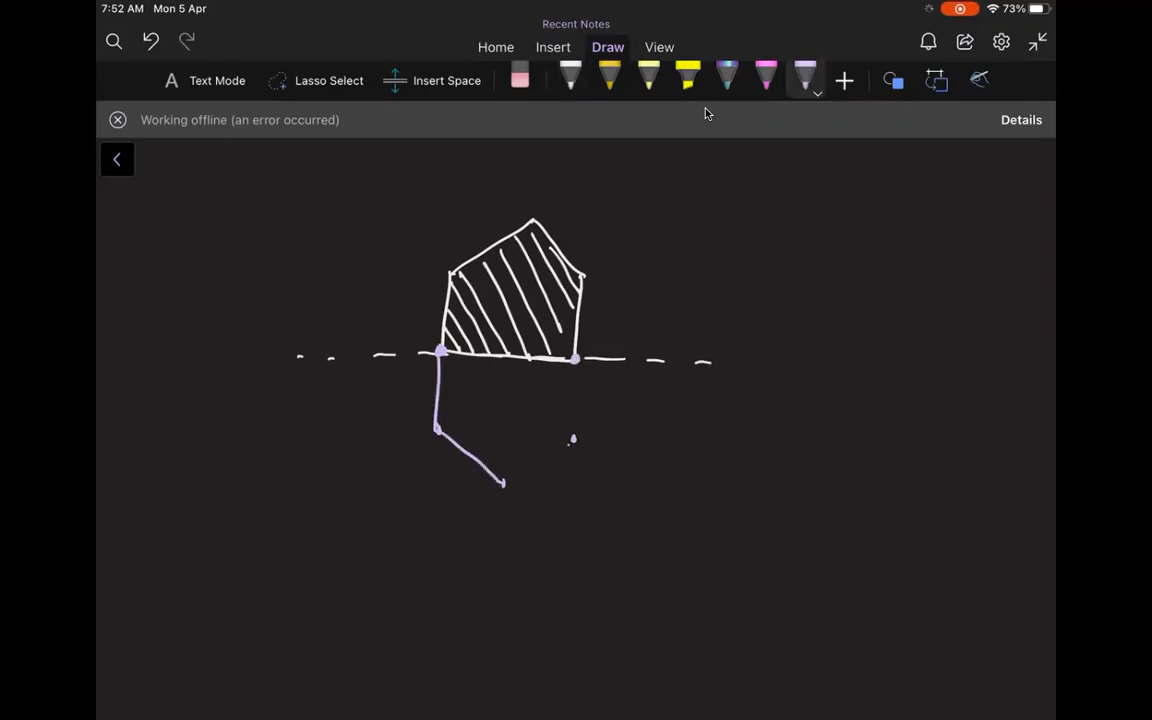 7:52 AM Mon 5 Apr
73%
Recent Notes
Home Insert Draw View
Text Mode Lasso Select Insert Space
Working offline (an error occurred) Details